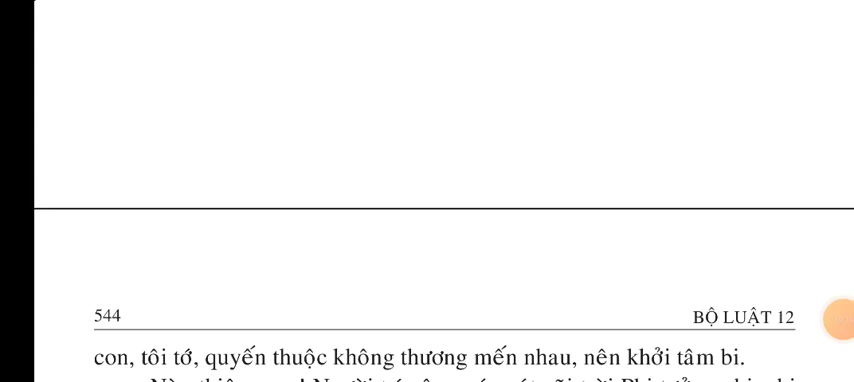 544
BỘ LUẬT 12
con, tôi tớ, quyến thuộc không thương mến nhau, nên khởi tâm bi.